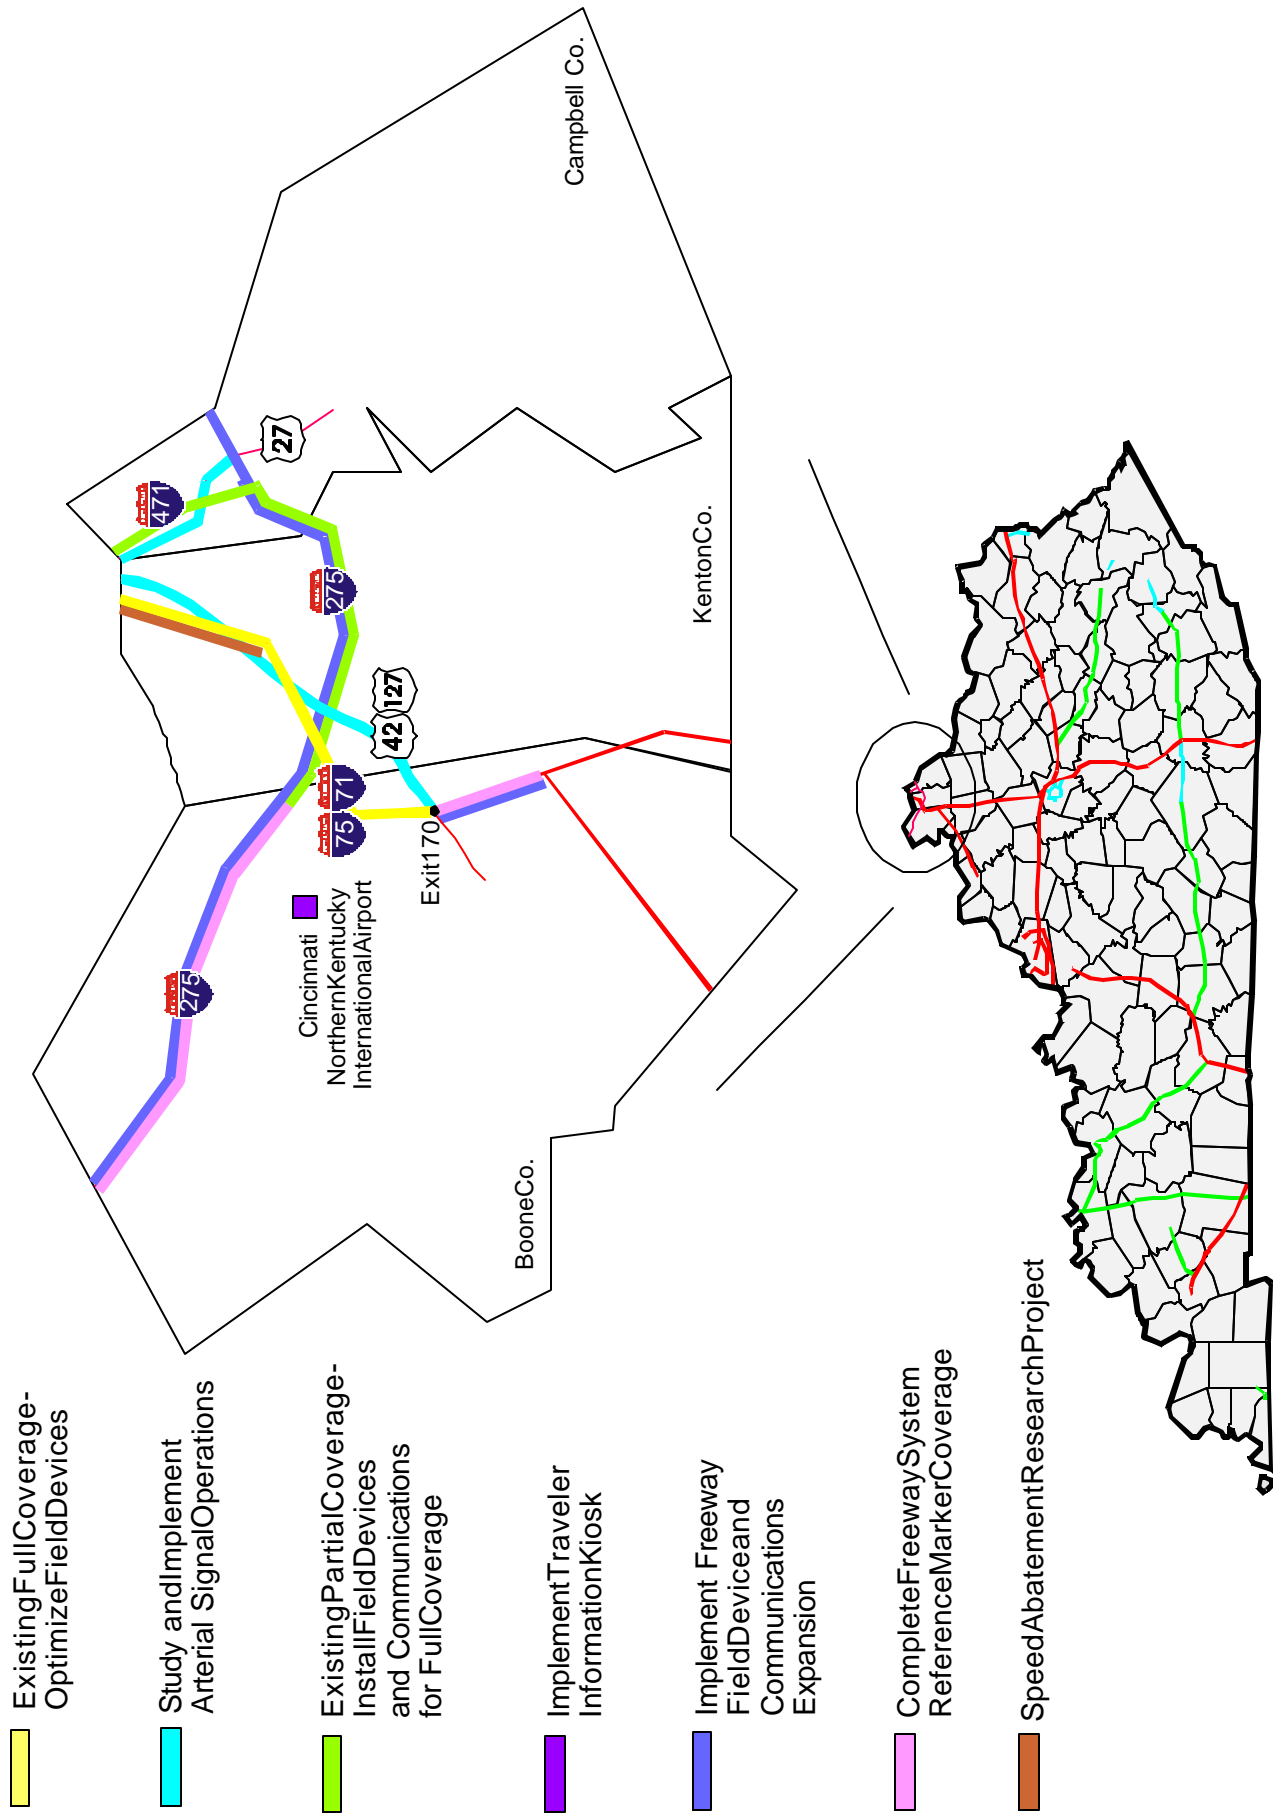 ExistingFullCoverage-
OptimizeFieldDevices
Study andImplement
Arterial SignalOperations
ExistingPartialCoverage-
InstallFieldDevices
and Communications
for FullCoverage
ImplementTraveler
InformationKiosk
Implement Freeway
FieldDeviceand
Communications
Expansion
CompleteFreewaySystem
ReferenceMarkerCoverage
SpeedAbatementResearchProject
275
Cincinnati
NorthernKentucky
InternationalAirport
BooneCo.
75
71
Exit170
42
127
275
471
27
KentonCo.
Campbell Co.